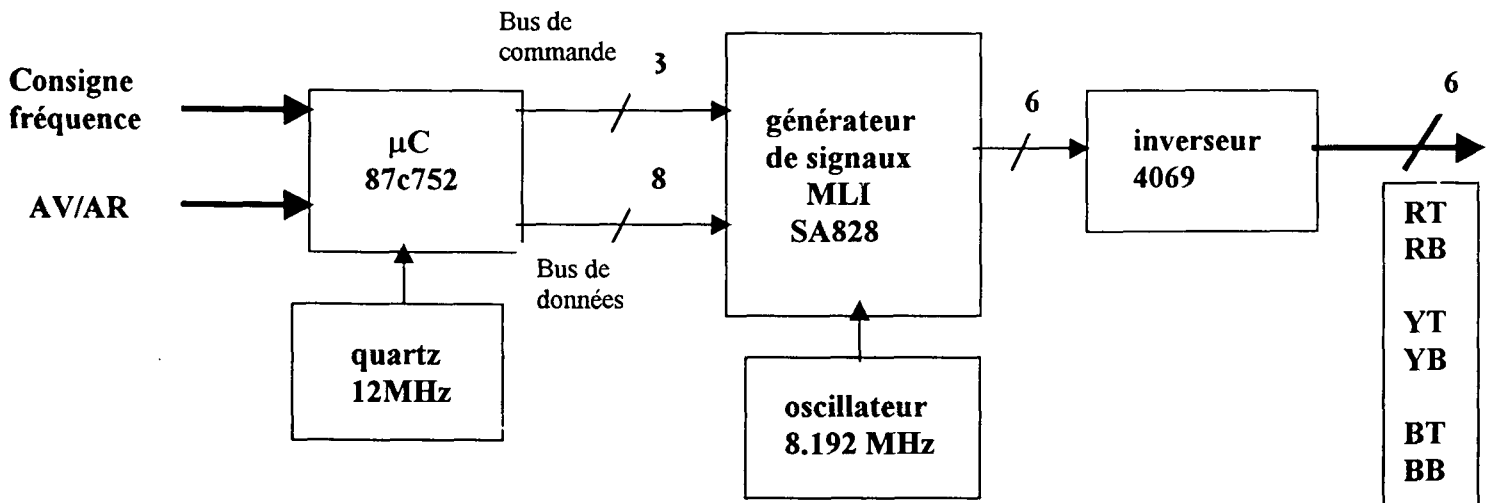 Bus de
commande
3
Consigne
fréquence
AV/AR
μC
87c752
8
Bus de
données
quartz
12MHz
générateur
de signaux
MLI
SA828
oscillateur
8.192 MHz
6
inverseur
4069
6
RT
RB
YT
YB
BT
BB